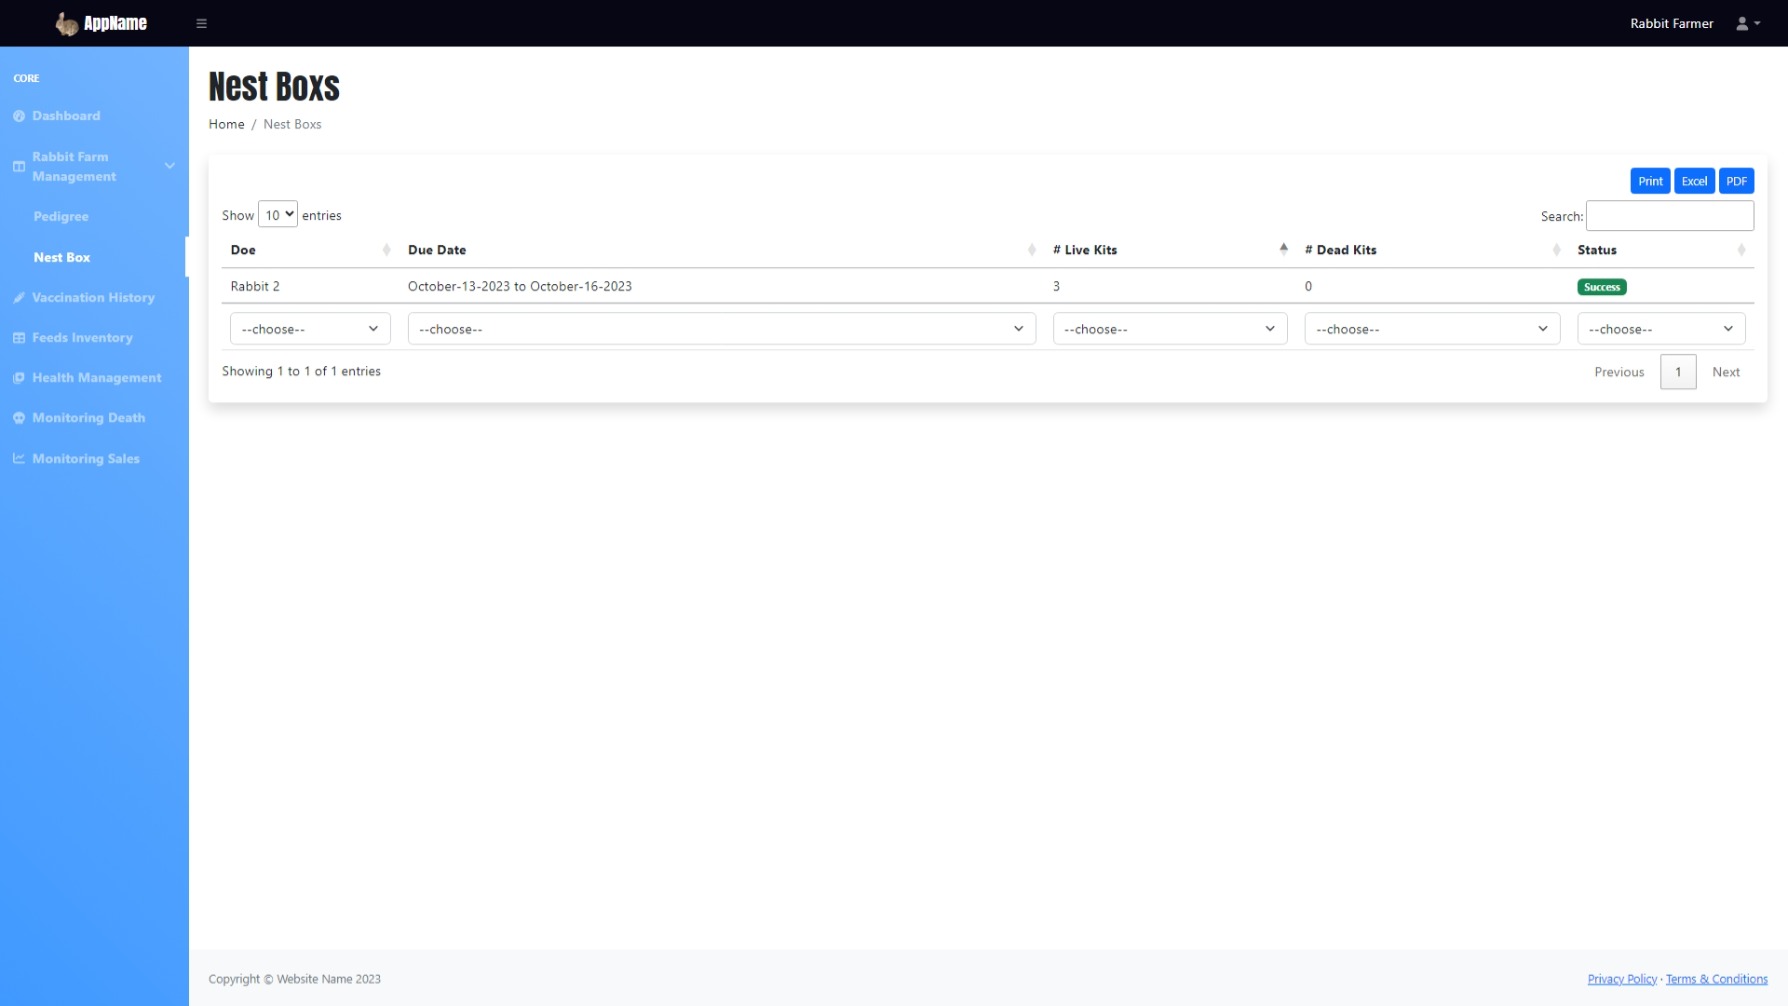 AppName
Rabbit Farmer
CORE
Dashboard
Rabbit Farm
Management
Pedigree
Nest Box
Vaccination History
Feeds Inventory
Health Management
Monitoring Death
Monitoring Sales
Nest Boxs
Home / Nest Boxs
Print Excel PDF
Show 10 entries Search:
Doe Due Date # Live Kits # Dead Kits Status
Rabbit 2 October-13-2023 to October-16-2023 3 0 Success
--choose-- --choose-- --choose-- --choose-- --choose--
Showing 1 to 1 of 1 entries Previous 1 Next
Copyright © Website Name 2023 Privacy Policy · Terms & Conditions